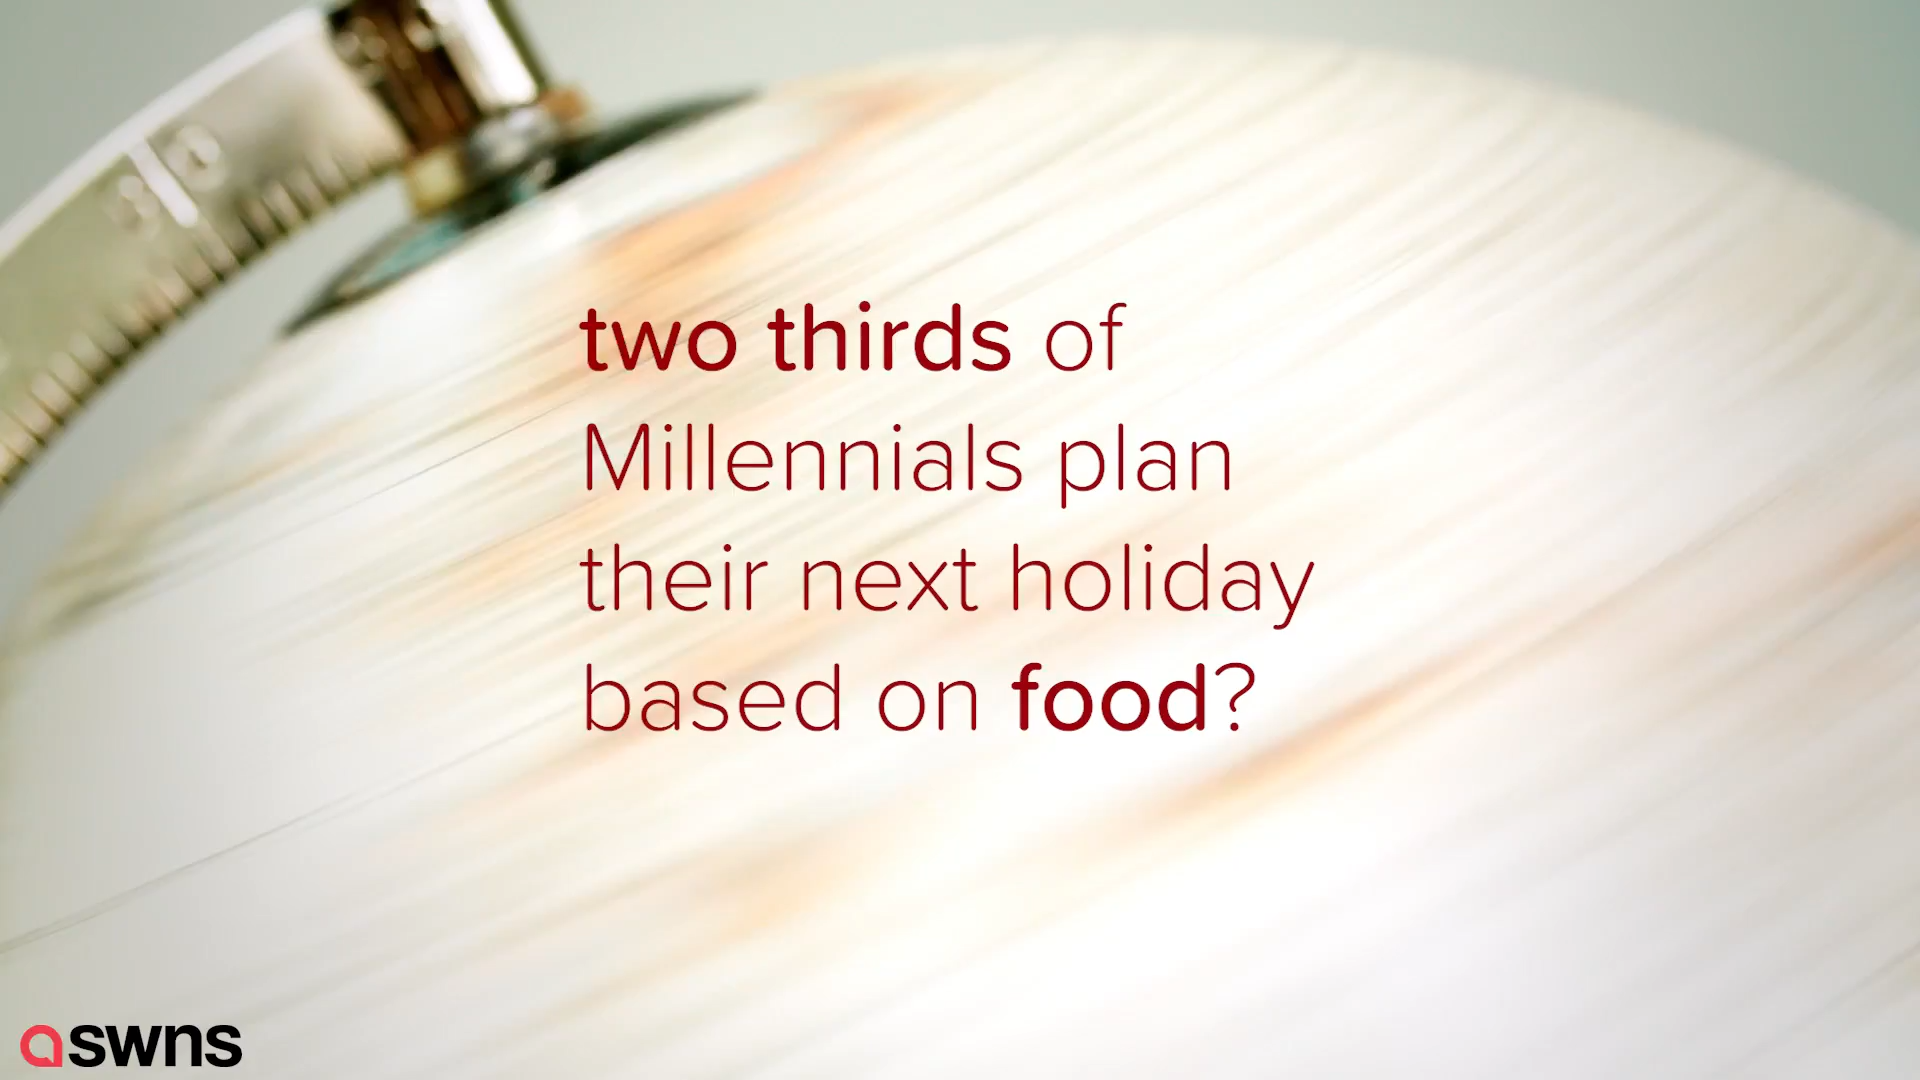 two thirds of
Millennials plan
their next holiday
based on food?
swns